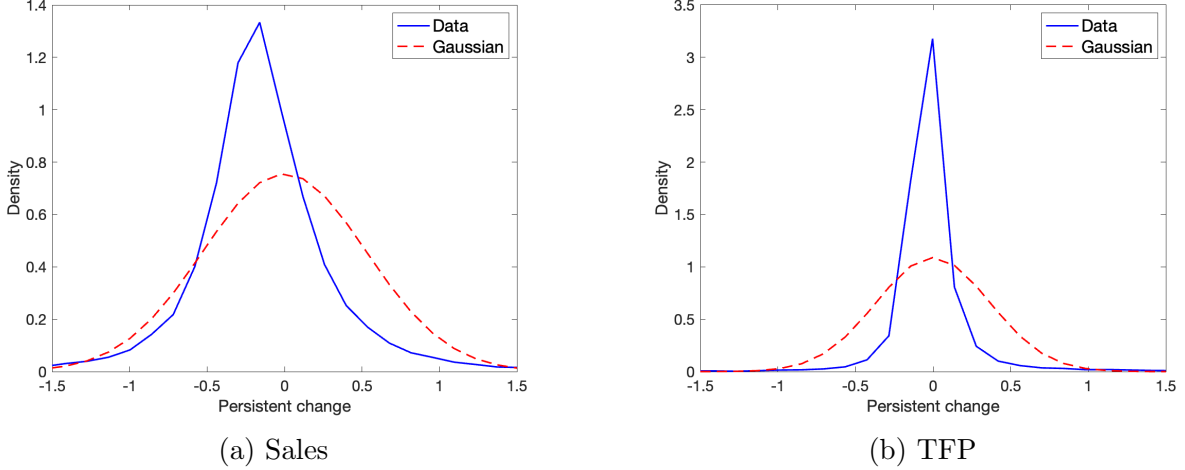 1.4
1.2
1
0.8
0.6
0.4
0.2
0
Density
-1.5 -1 -0.5 0 0.5 1 1.5
Persistent change
Data
Gaussian
(a) Sales
3.5
3
2.5
2
1.5
1
0.5
0
Density
-1.5 -1 -0.5 0 0.5 1 1.5
Persistent change
Data
Gaussian
(b) TFP